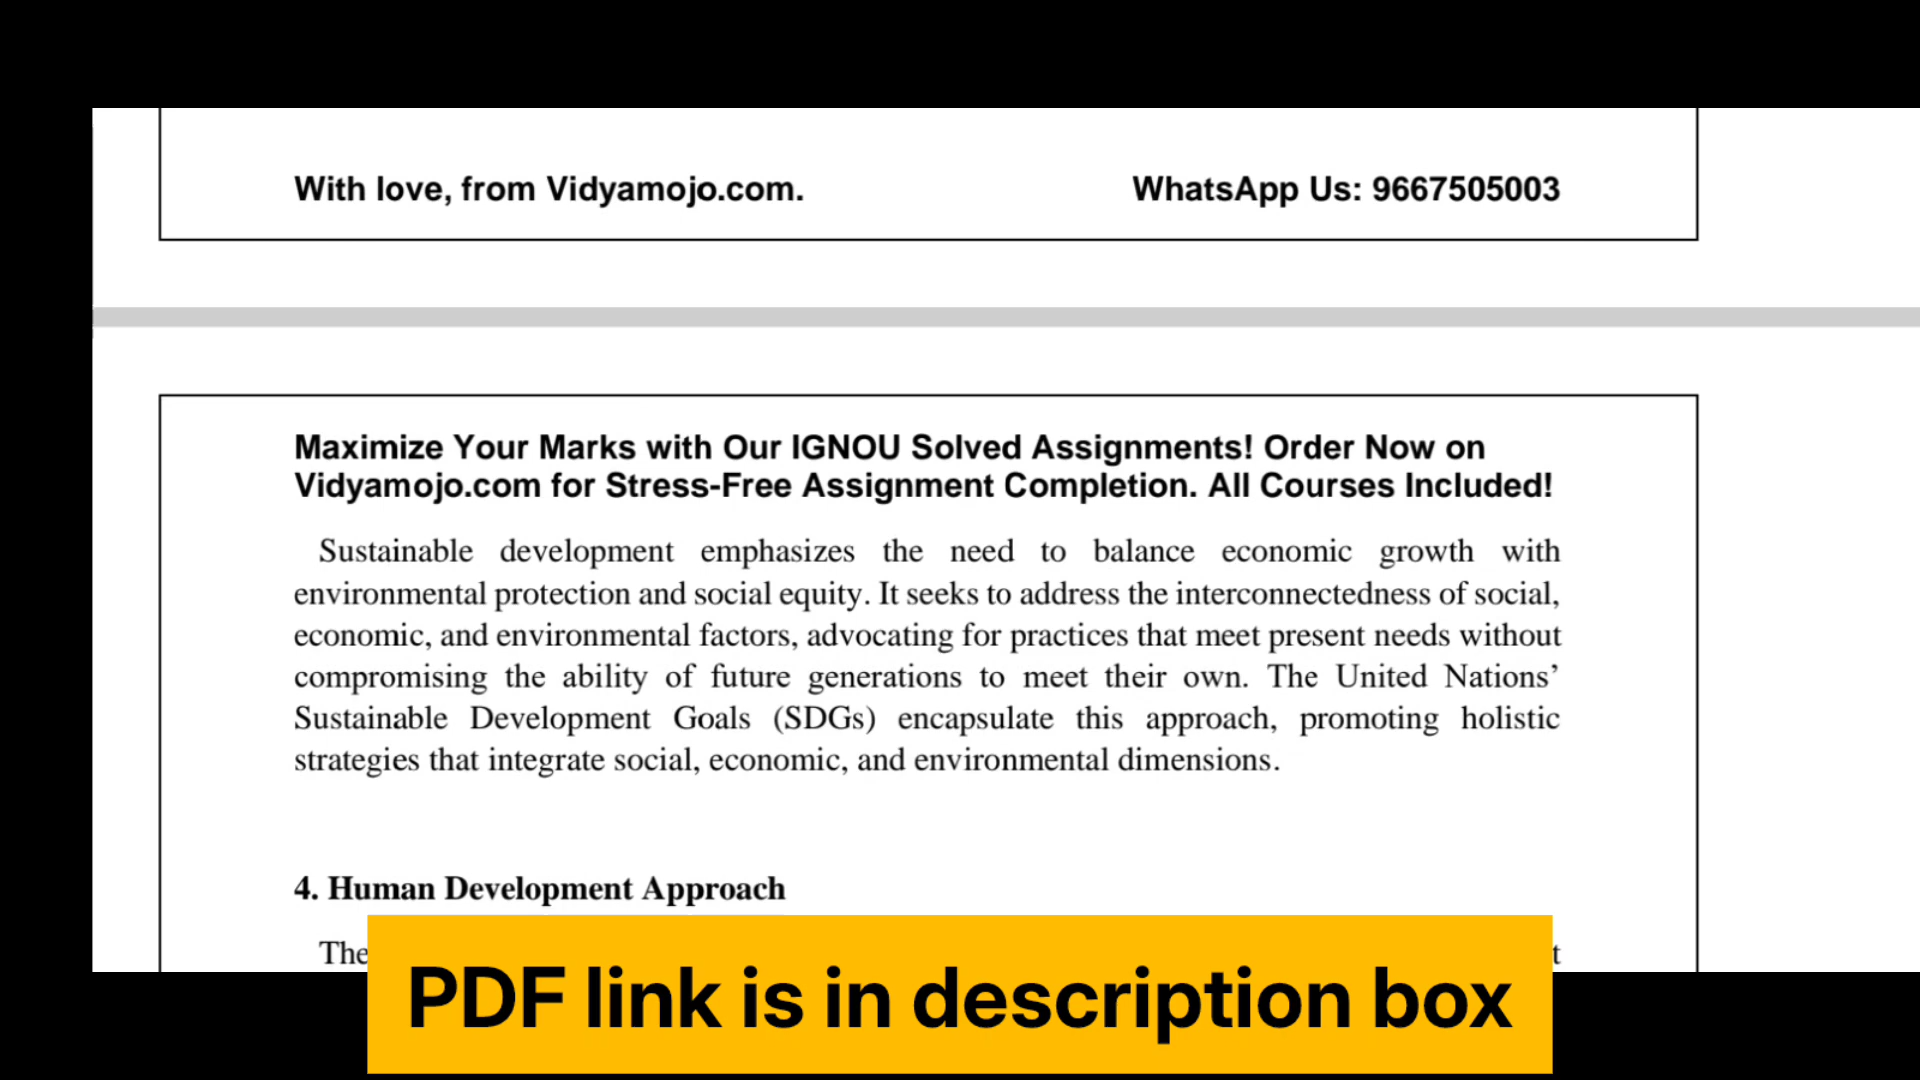 With love, from Vidyamojo.com. WhatsApp Us: 9667505003
Maximize Your Marks with Our IGNOU Solved Assignments! Order Now on
Vidyamojo.com for Stress-Free Assignment Completion. All Courses Included!
Sustainable development emphasizes the need to balance economic growth with
environmental protection and social equity. It seeks to address the interconnectedness of social,
economic, and environmental factors, advocating for practices that meet present needs without
compromising the ability of future generations to meet their own. The United Nations’
Sustainable Development Goals (SDGs) encapsulate this approach, promoting holistic
strategies that integrate social, economic, and environmental dimensions.
4. Human Development Approach
The
PDF link is in description box